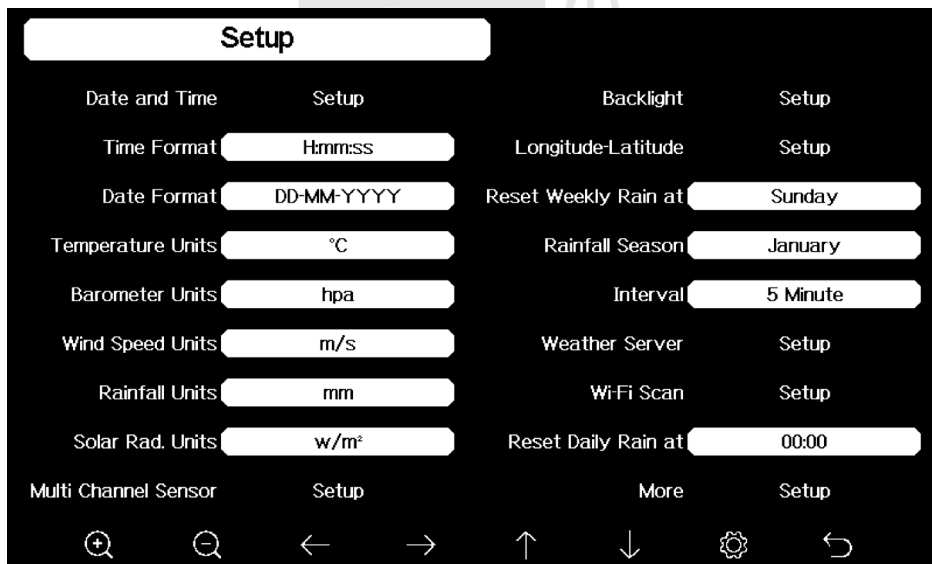 Setup
Date and Time Setup Backlight Setup
Time Format H:mm:ss Longitude-Latitude Setup
Date Format DD-MM-YYYY Reset Weekly Rain at Sunday
Temperature Units °C Rainfall Season January
Barometer Units hpa Interval 5 Minute
Wind Speed Units m/s Weather Server Setup
Rainfall Units mm Wi-Fi Scan Setup
Solar Rad. Units w/m² Reset Daily Rain at 00:00
Multi Channel Sensor Setup More Setup